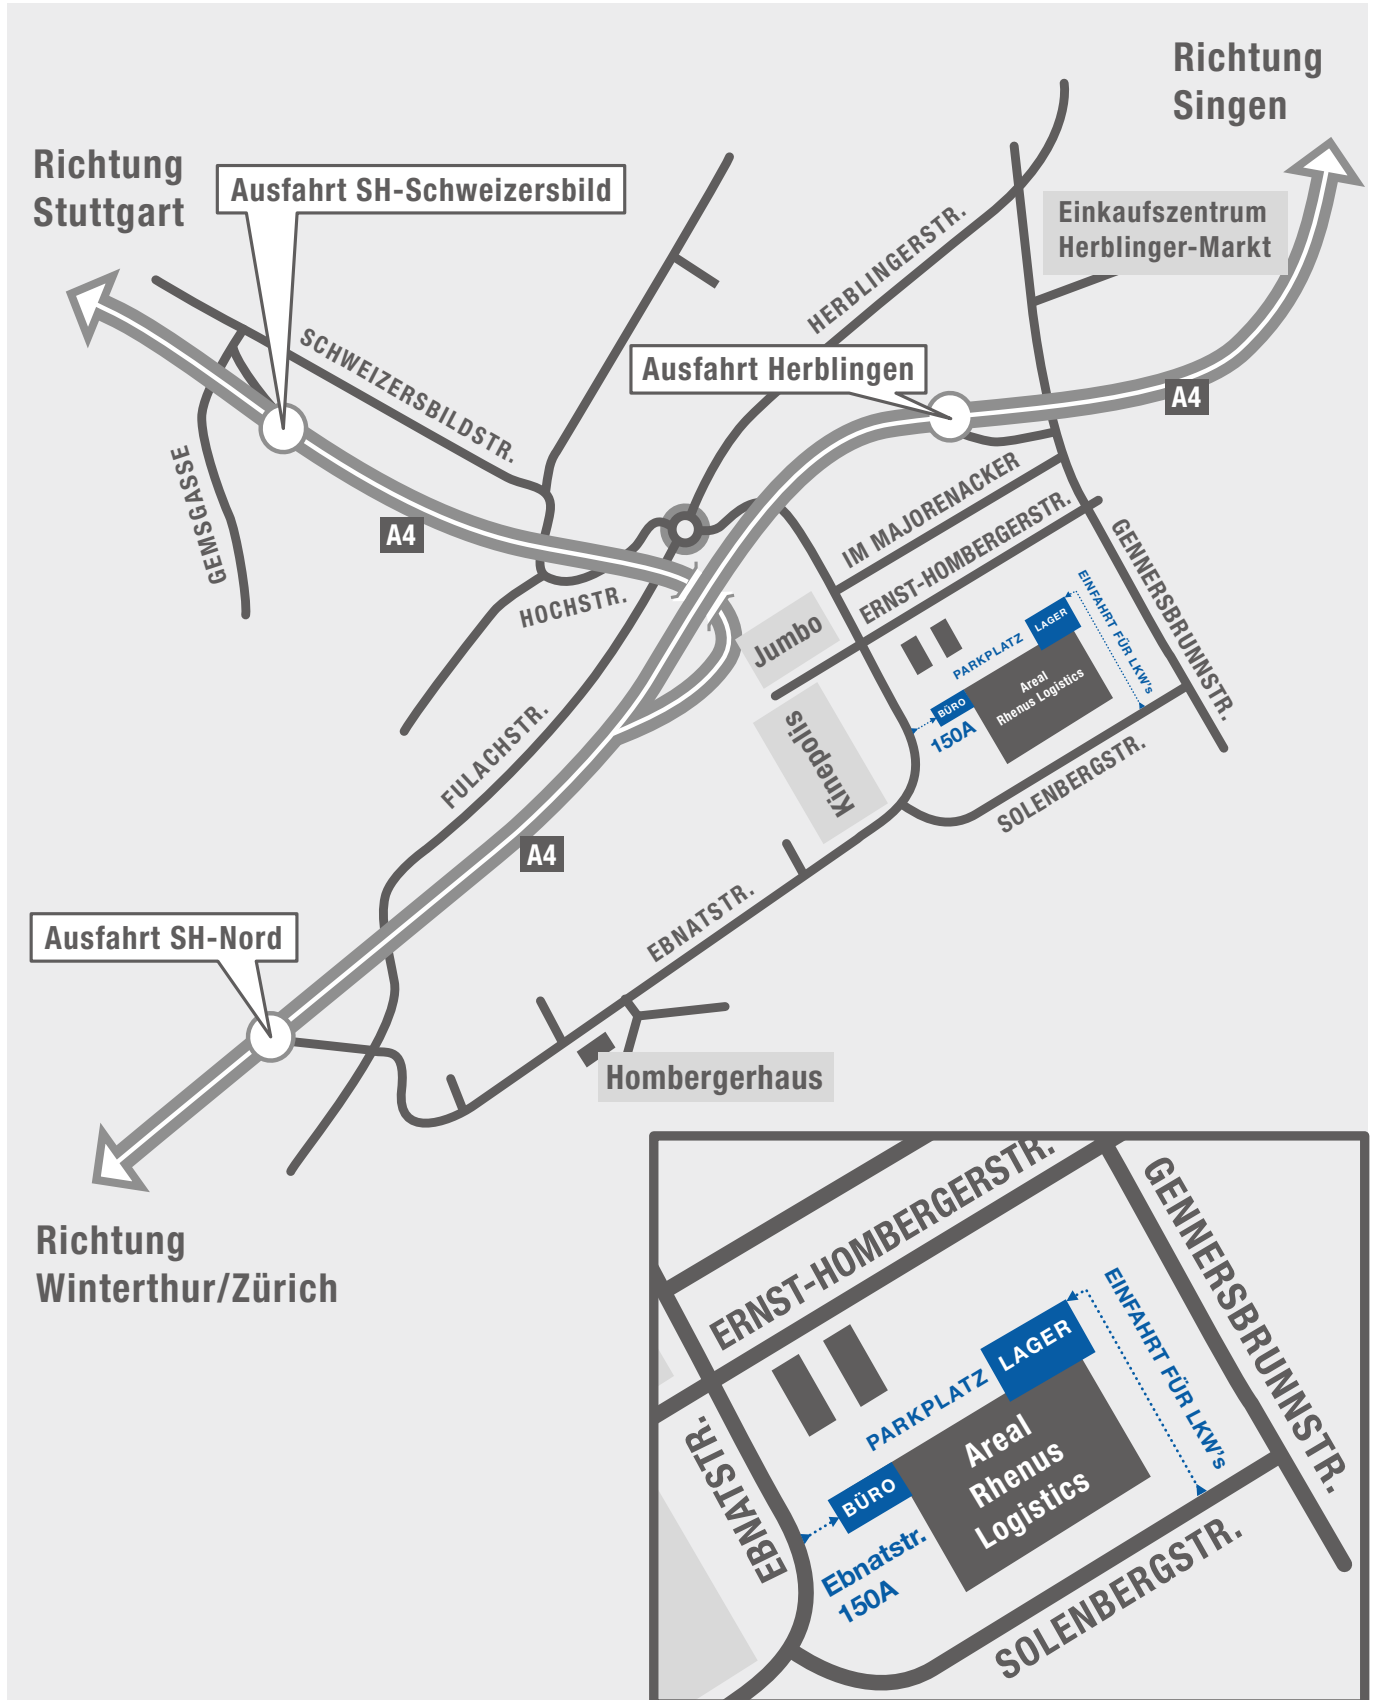 Richtung
Singen
Richtung
Stuttgart
Ausfahrt SH-Schweizersbild
Einkaufszentrum
Herblinger-Markt
HERBLINGERSTR.
SCHWEIZERSBILDSTR.
Ausfahrt Herblingen
A4
GEMSGASSE
A4
IM MAJORENACKER
ERNST-HOMBERGERSTR.
GENNERSBRUNNSTR.
HOCHSTR.
Jumbo
EINFAHRT FÜR LKW's
LAGER
PARKPLATZ
Areal
Rhenus Logistics
BÜRO
150A
Kinepolis
FULACHSTR.
SOLENBERGSTR.
A4
EBNATSTR.
Ausfahrt SH-Nord
Hombergerhaus
Richtung
Winterthur/Zürich
ERNST-HOMBERGERSTR.
GENNERSBRUNNSTR.
EINFAHRT FÜR LKW's
LAGER
PARKPLATZ
Areal
Rhenus
Logistics
BÜRO
EBNATSTR.
Ebnatstr.
150A
SOLENBERGSTR.